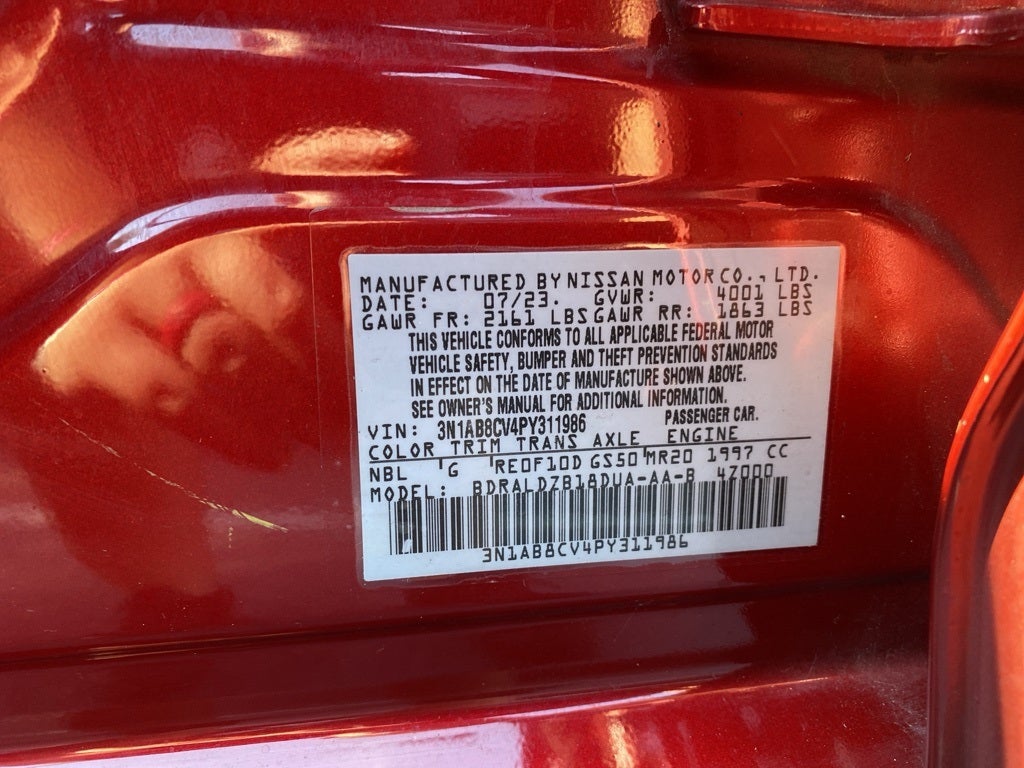 MANUFACTURED BY NISSAN MOTOR CO., LTD.
DATE: 07/23. GVWR: 4001 LBS
GAWR FR: 2161 LBS GAWR RR: 1863 LBS
THIS VEHICLE CONFORMS TO ALL APPLICABLE FEDERAL MOTOR
VEHICLE SAFETY, BUMPER AND THEFT PREVENTION STANDARDS
IN EFFECT ON THE DATE OF MANUFACTURE SHOWN ABOVE.
SEE OWNER'S MANUAL FOR ADDITIONAL INFORMATION.
VIN: 3N1AB8CV4PY311986 PASSENGER CAR.
COLOR TRIM TRANS AXLE ENGINE
NBL G RE0F10D GS50 MR20 1997 CC
MODEL: BDRALDZB18DUA-AA-B 4Z000
3N1AB8CV4PY311986